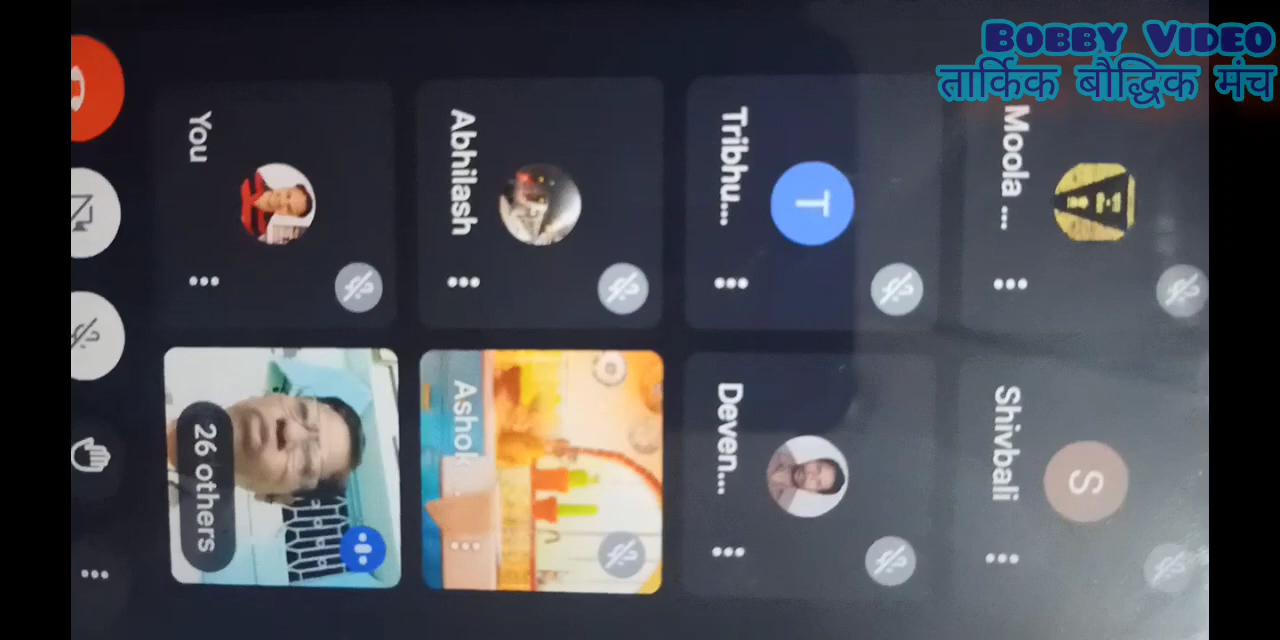 Bobby Video
तार्किक बौद्धिक मंच
Moola ...
Shivbali
S
Tribhu...
T
Deven...
Abhilash
Ashok
You
26 others